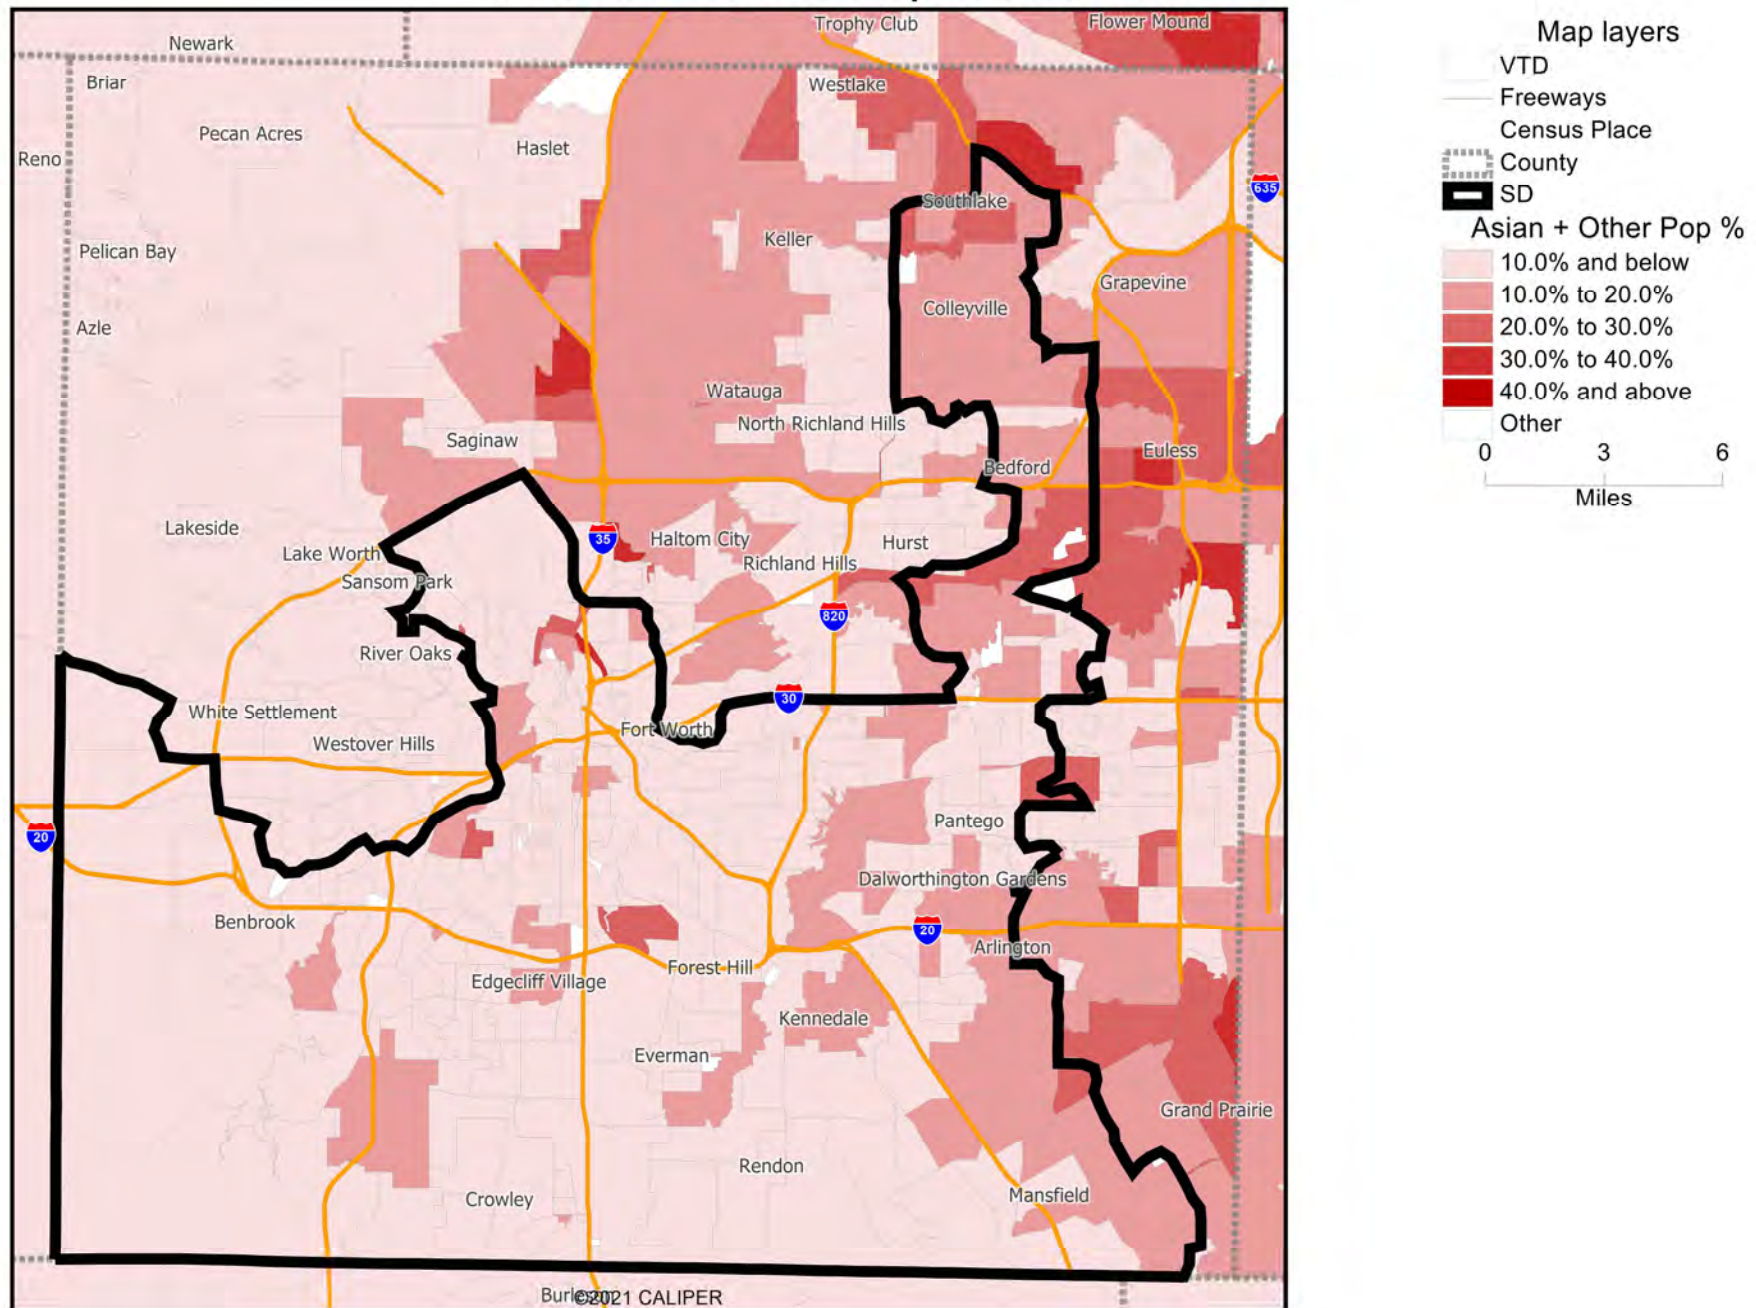 Trophy Club
Flower Mound
Newark
Briar
Westlake
Pecan Acres
Haslet
Reno
635
Southlake
Keller
Pelican Bay
Grapevine
Colleyville
Azle
Watauga
North Richland Hills
Saginaw
Euless
Bedford
Lakeside
35
Haltom City
Hurst
Lake Worth
Richland Hills
Sansom Park
820
River Oaks
30
White Settlement
Fort Worth
Westover Hills
Pantego
20
Dalworthington Gardens
Benbrook
20
Arlington
Forest Hill
Edgecliff Village
Kennedale
Everman
Grand Prairie
Rendon
Mansfield
Crowley
Burleson
©2021 CALIPER
Map layers
VTD
Freeways
Census Place
County
SD
Asian + Other Pop %
10.0% and below
10.0% to 20.0%
20.0% to 30.0%
30.0% to 40.0%
40.0% and above
Other
0 3 6
Miles